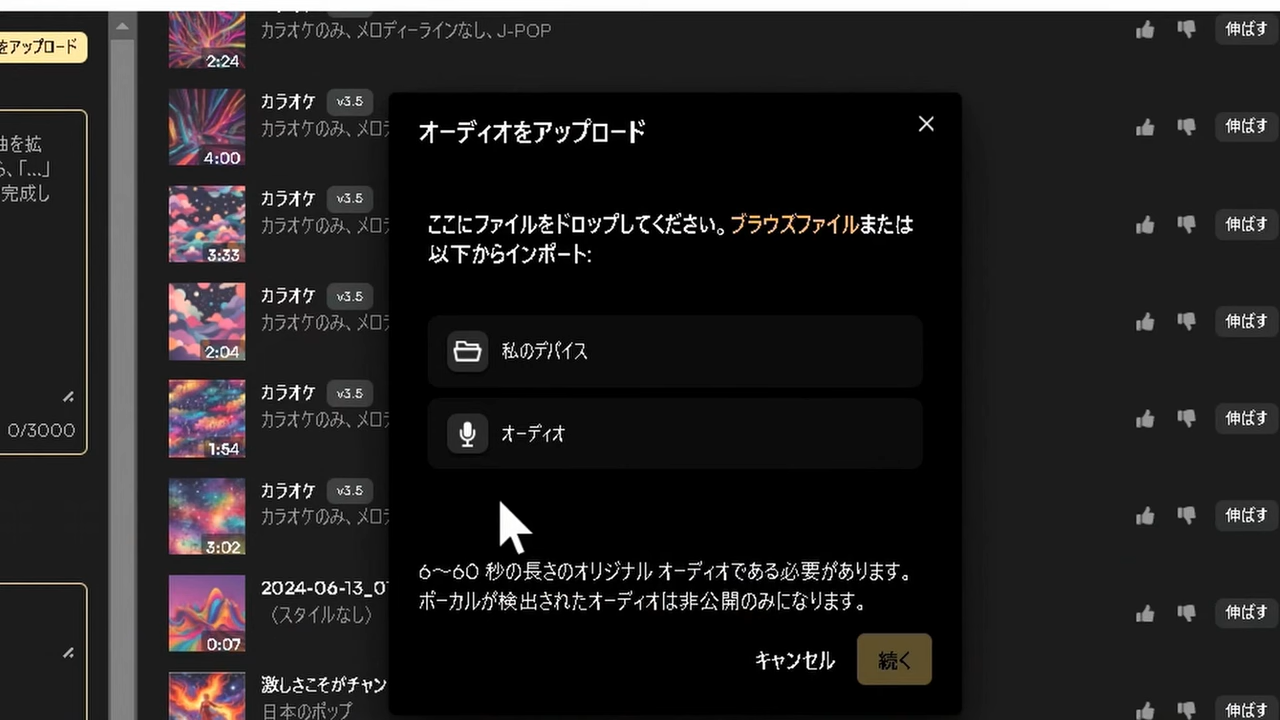 カラオケのみ、メロディーラインなし、J-POP
2:24
伸ばす
をアップロード
カラオケ v3.5
カラオケのみ、メロデ
4:00
伸ばす
オーディオをアップロード
カラオケ v3.5
カラオケのみ、メロデ
3:33
伸ばす
ここにファイルをドロップしてください。ブラウズファイルまたは
以下からインポート:
カラオケ v3.5
カラオケのみ、メロデ
2:04
伸ばす
私のデバイス
カラオケ v3.5
カラオケのみ、メロデ
1:54
伸ばす
オーディオ
曲を拡
ら、「...」
完成し
0/3000
カラオケ v3.5
カラオケのみ、メロデ
3:02
伸ばす
2024-06-13_0
（スタイルなし）
0:07
伸ばす
6～60 秒の長さのオリジナル オーディオである必要があります。
ボーカルが検出されたオーディオは非公開のみになります。
キャンセル
続く
激しさこそがチャン
日本のポップ
伸ばす